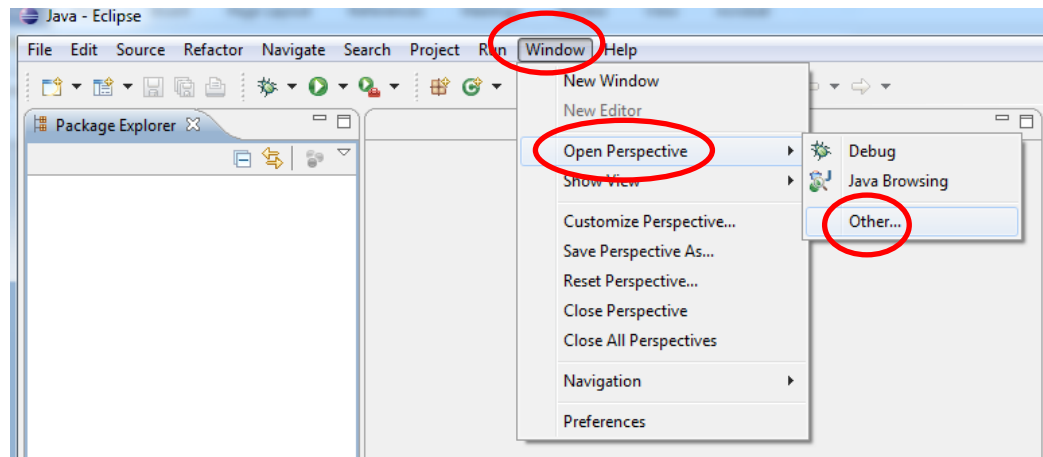 Java - Eclipse
File Edit Source Refactor Navigate Search Project Run Window Help
Package Explorer
New Window
New Editor
Open Perspective
Show View
Customize Perspective...
Save Perspective As...
Reset Perspective...
Close Perspective
Close All Perspectives
Navigation
Preferences
Debug
Java Browsing
Other...